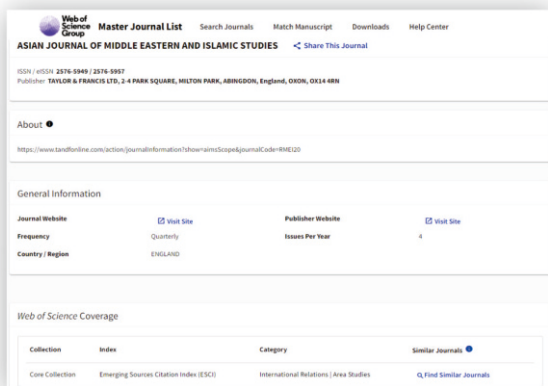 Web of Science Group
Master Journal List Search Journals Match Manuscript Downloads Help Center
ASIAN JOURNAL OF MIDDLE EASTERN AND ISLAMIC STUDIES Share This Journal
ISSN / eISSN 2576-5949 / 2576-5957
Publisher TAYLOR & FRANCIS LTD, 2-4 PARK SQUARE, MILTON PARK, ABINGDON, England, OXON, OX14 4RN
About
https://www.tandfonline.com/action/journalInformation?show=aimsScope&journalCode=RMEI20
General Information
Journal Website Visit Site Publisher Website Visit Site
Frequency Quarterly Issues Per Year 4
Country / Region ENGLAND
Web of Science Coverage
Collection Index Category Similar Journals
Core Collection Emerging Sources Citation Index (ESCI) International Relations | Area Studies Find Similar Journals